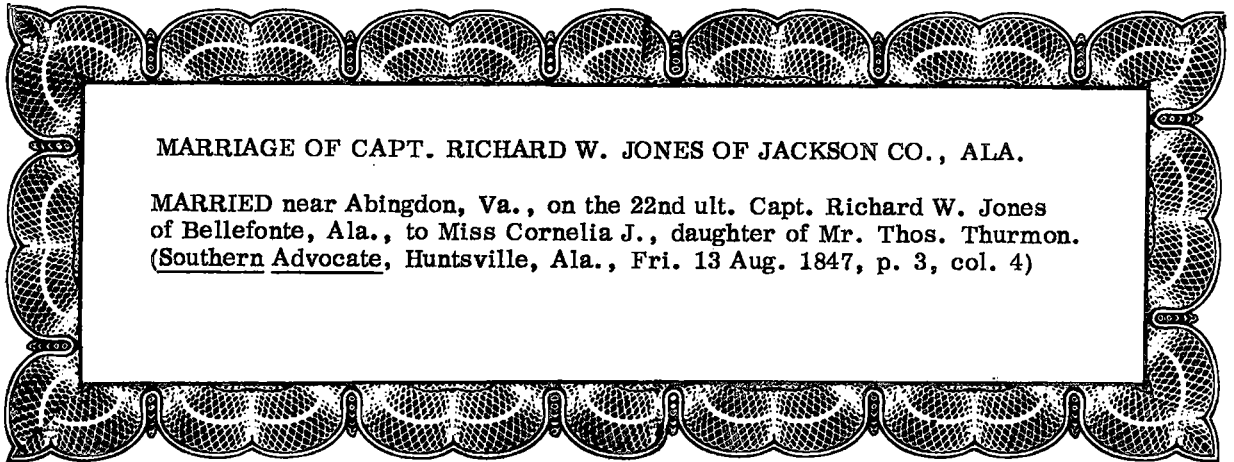 MARRIAGE OF CAPT. RICHARD W. JONES OF JACKSON CO., ALA.
MARRIED near Abingdon, Va., on the 22nd ult. Capt. Richard W. Jones
of Bellefonte, Ala., to Miss Cornelia J., daughter of Mr. Thos. Thurmon.
(Southern Advocate, Huntsville, Ala., Fri. 13 Aug. 1847, p. 3, col. 4)